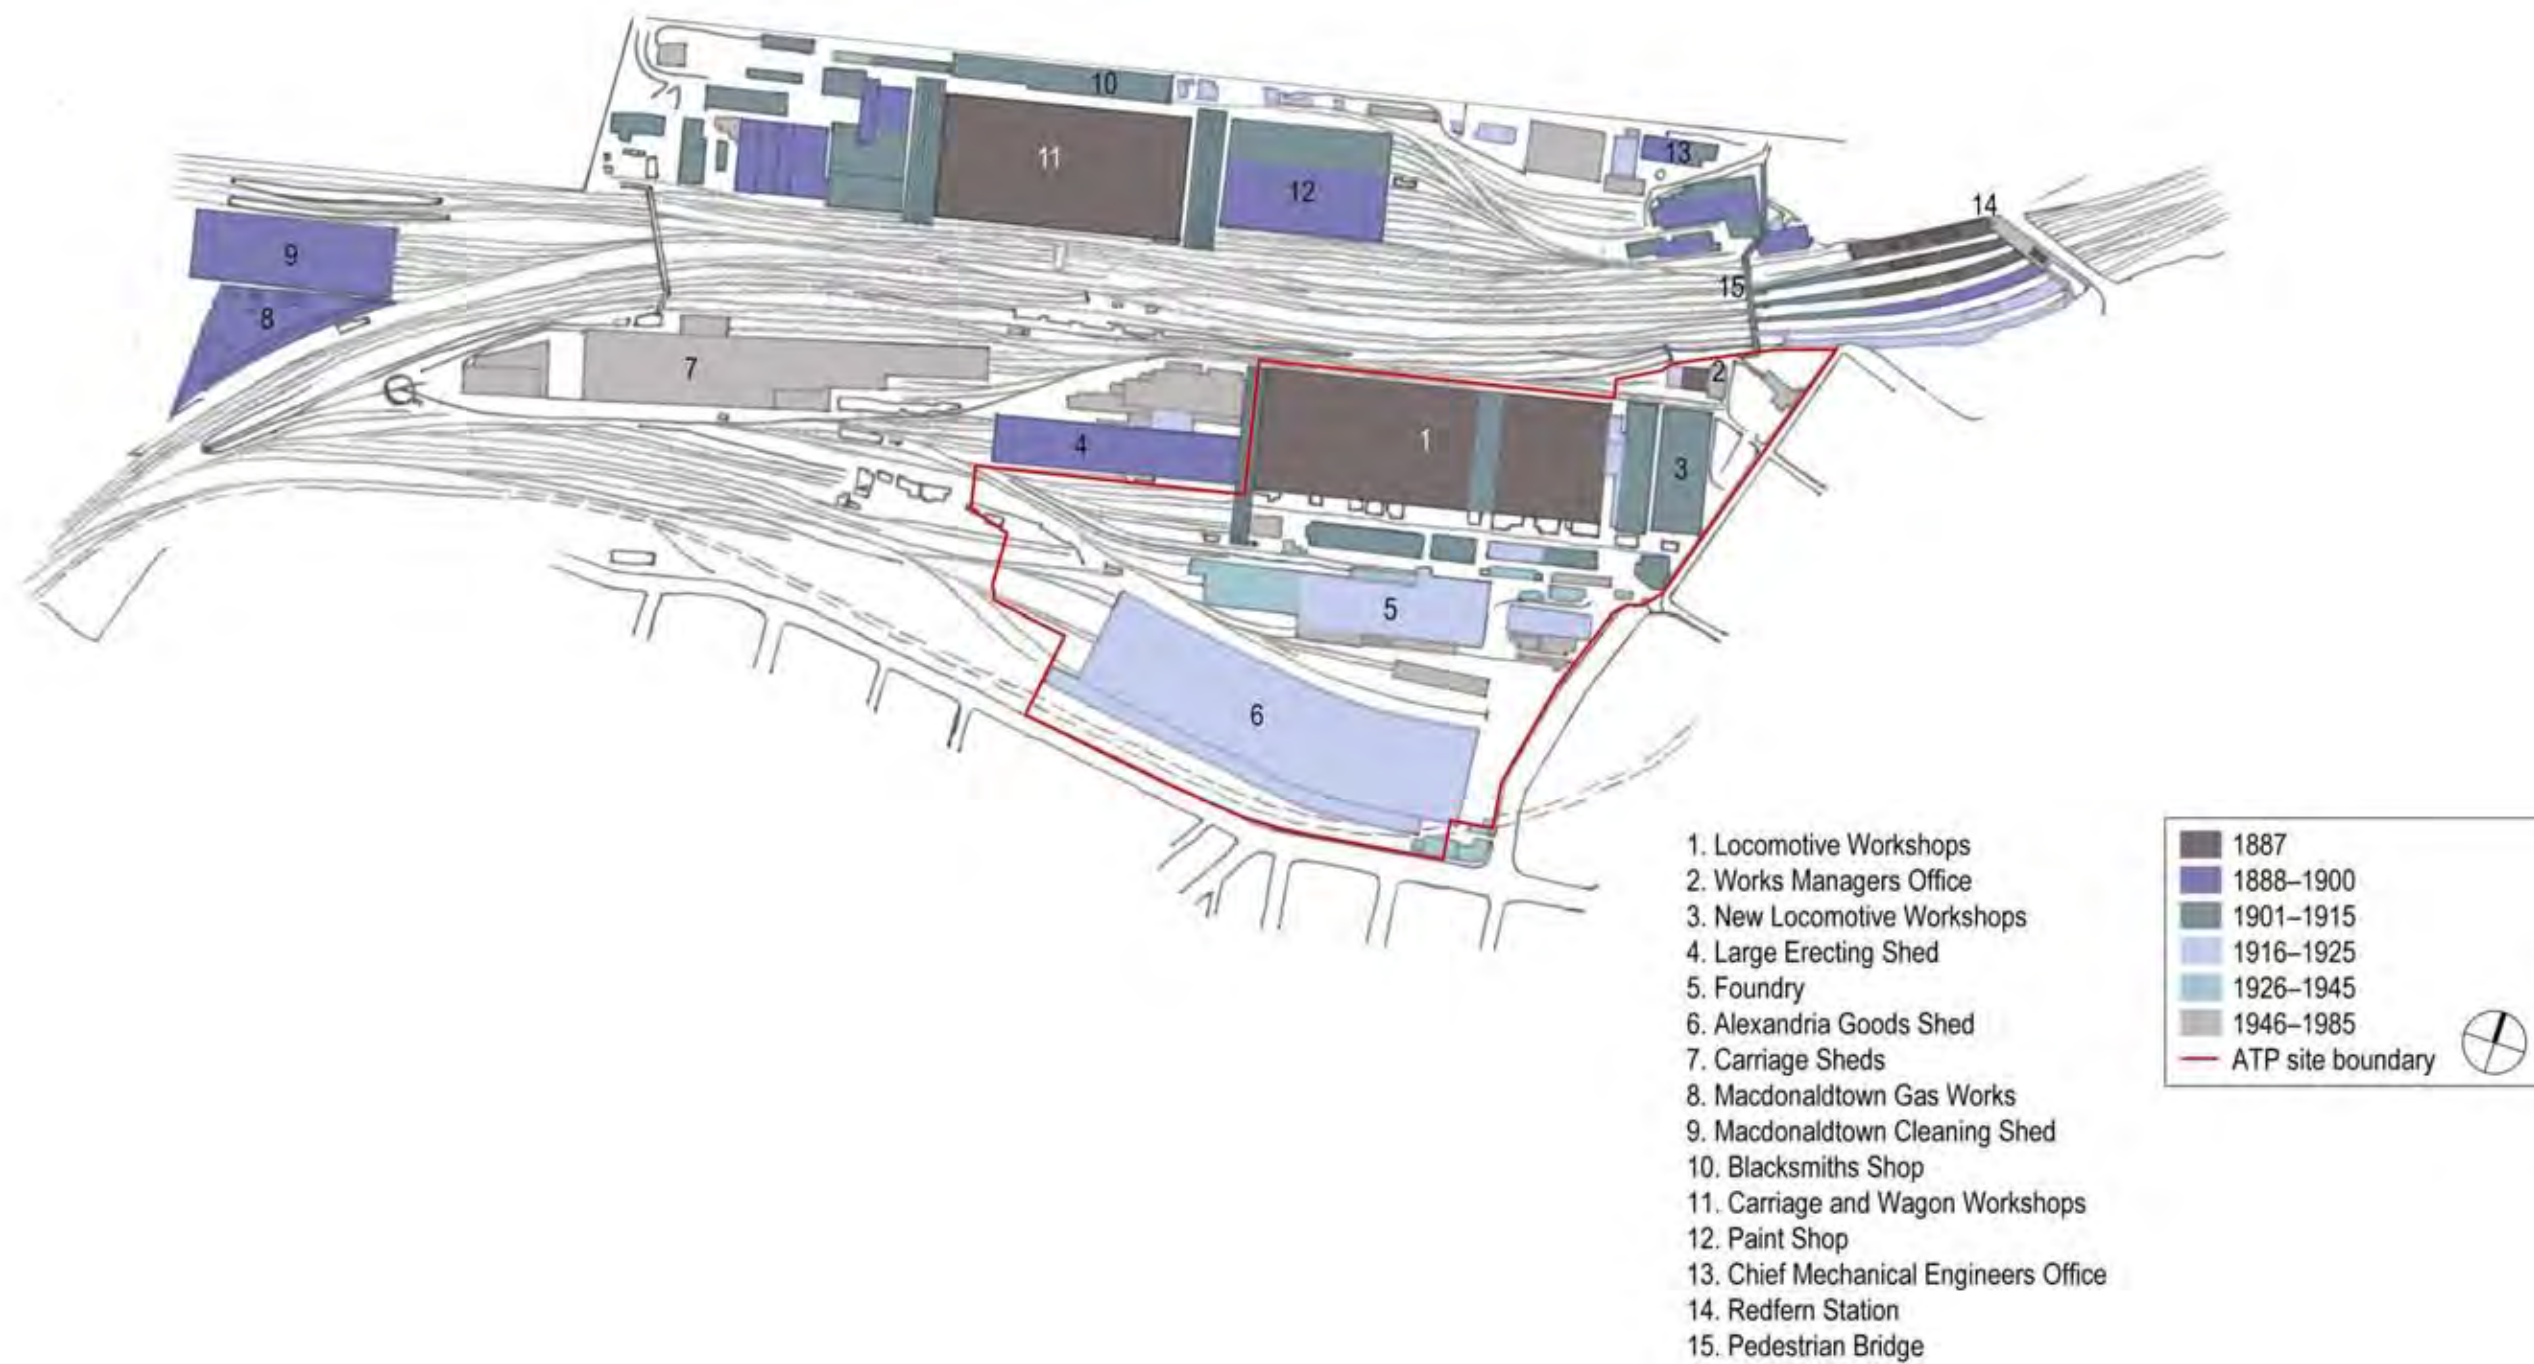 10
11
13
12
14
9
15
8
7
2
4
1
3
5
6
1. Locomotive Workshops
2. Works Managers Office
3. New Locomotive Workshops
4. Large Erecting Shed
5. Foundry
6. Alexandria Goods Shed
7. Carriage Sheds
8. Macdonaldtown Gas Works
9. Macdonaldtown Cleaning Shed
10. Blacksmiths Shop
11. Carriage and Wagon Workshops
12. Paint Shop
13. Chief Mechanical Engineers Office
14. Redfern Station
15. Pedestrian Bridge
1887
1888–1900
1901–1915
1916–1925
1926–1945
1946–1985
ATP site boundary